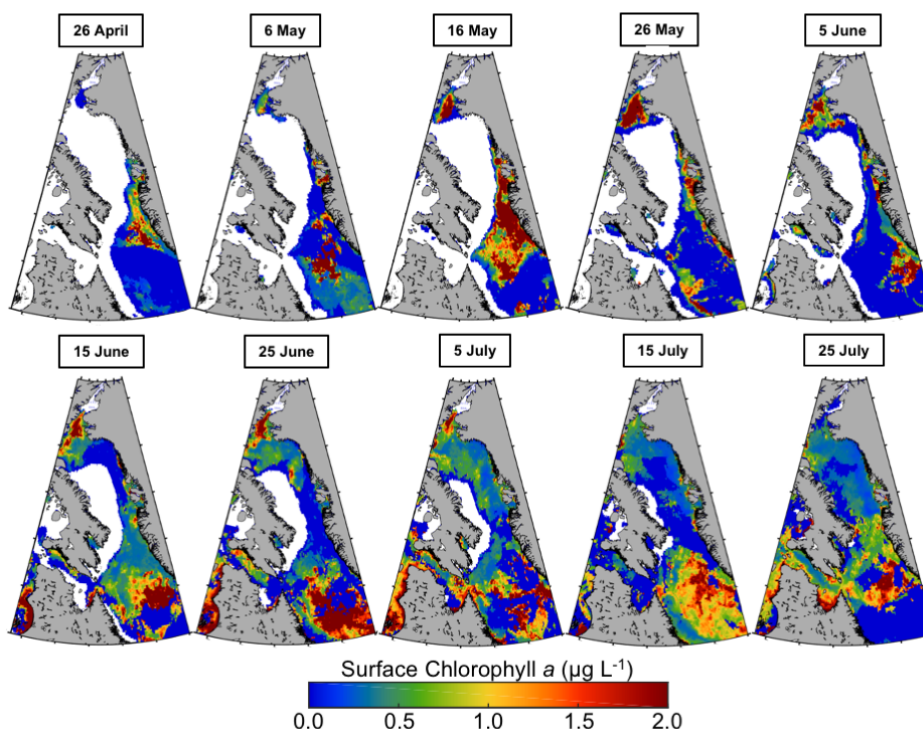 26 April
6 May
16 May
26 May
5 June
15 June
25 June
5 July
15 July
25 July
Surface Chlorophyll a (µg L⁻¹)
0.0 0.5 1.0 1.5 2.0